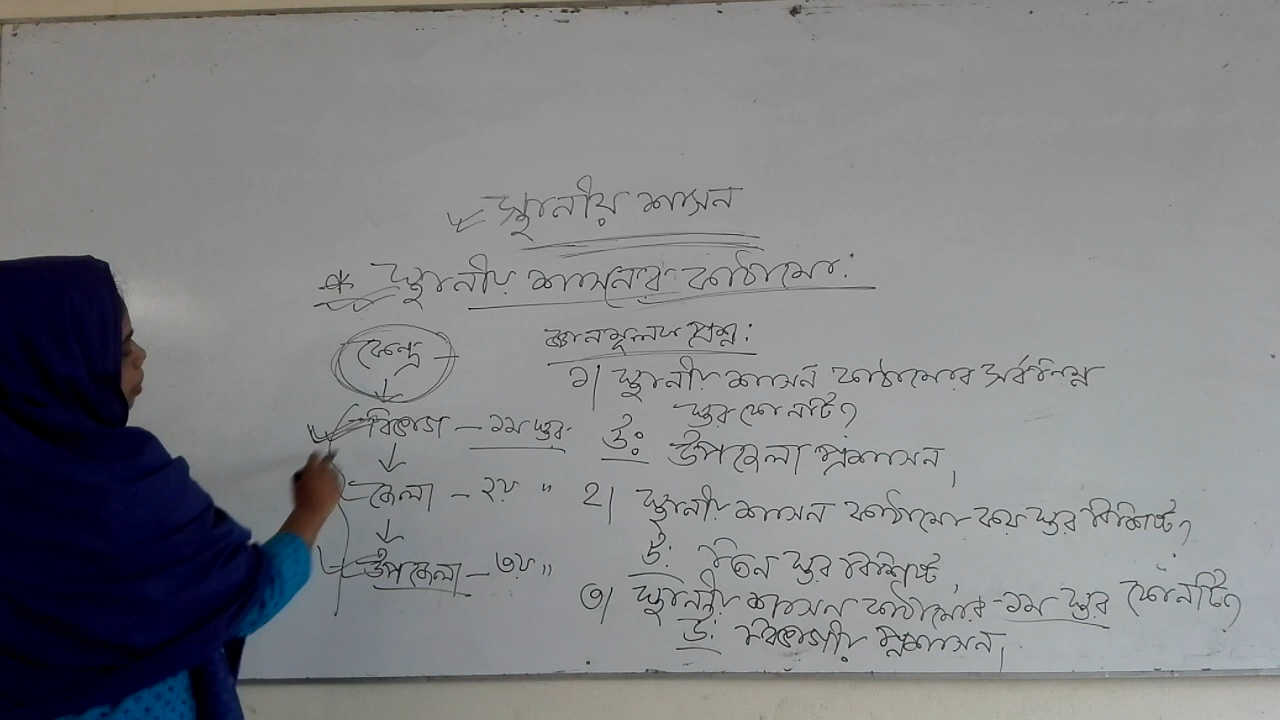 স্থানীয় শাসন
* স্থানীয় শাসনের কাঠামো:
কেন্দ্র
বিভাগ - ১ম স্তর
জেলা - ২য় "
উপজেলা - ৩য় "
জ্ঞানমূলক প্রশ্ন:
১| স্থানীয় শাসন কাঠামোর সর্বনিম্ন
স্তর কোনটি?
উ: উপজেলা প্রশাসন,
২| স্থানীয় শাসন কাঠামো কয় স্তর বিশিষ্ট?
উ: তিন স্তর বিশিষ্ট,
৩| স্থানীয় শাসন কাঠামোর ১ম স্তর কোনটি?
উ: বিভাগীয় প্রশাসন,